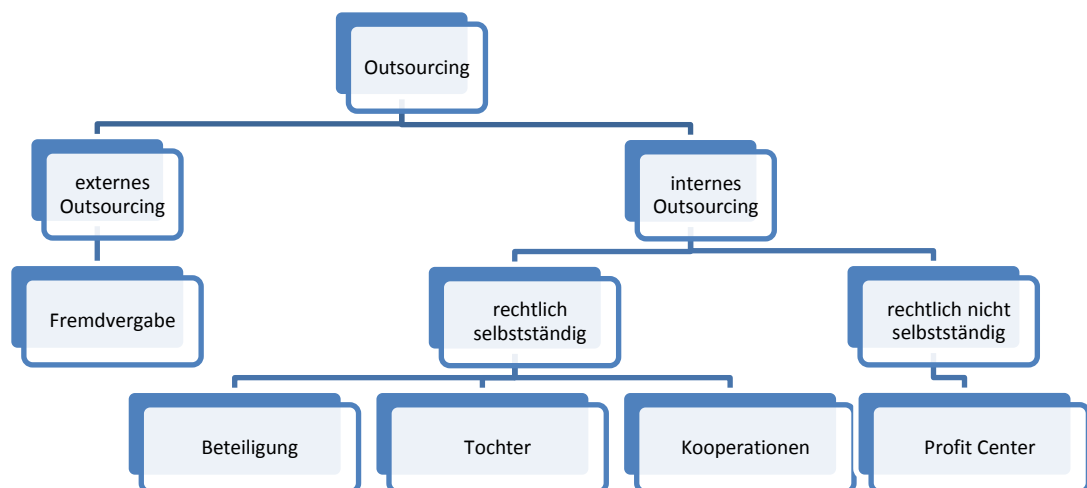 Outsourcing
externes
Outsourcing
internes
Outsourcing
Fremdvergabe
rechtlich
selbstständig
rechtlich nicht
selbstständig
Beteiligung
Tochter
Kooperationen
Profit Center